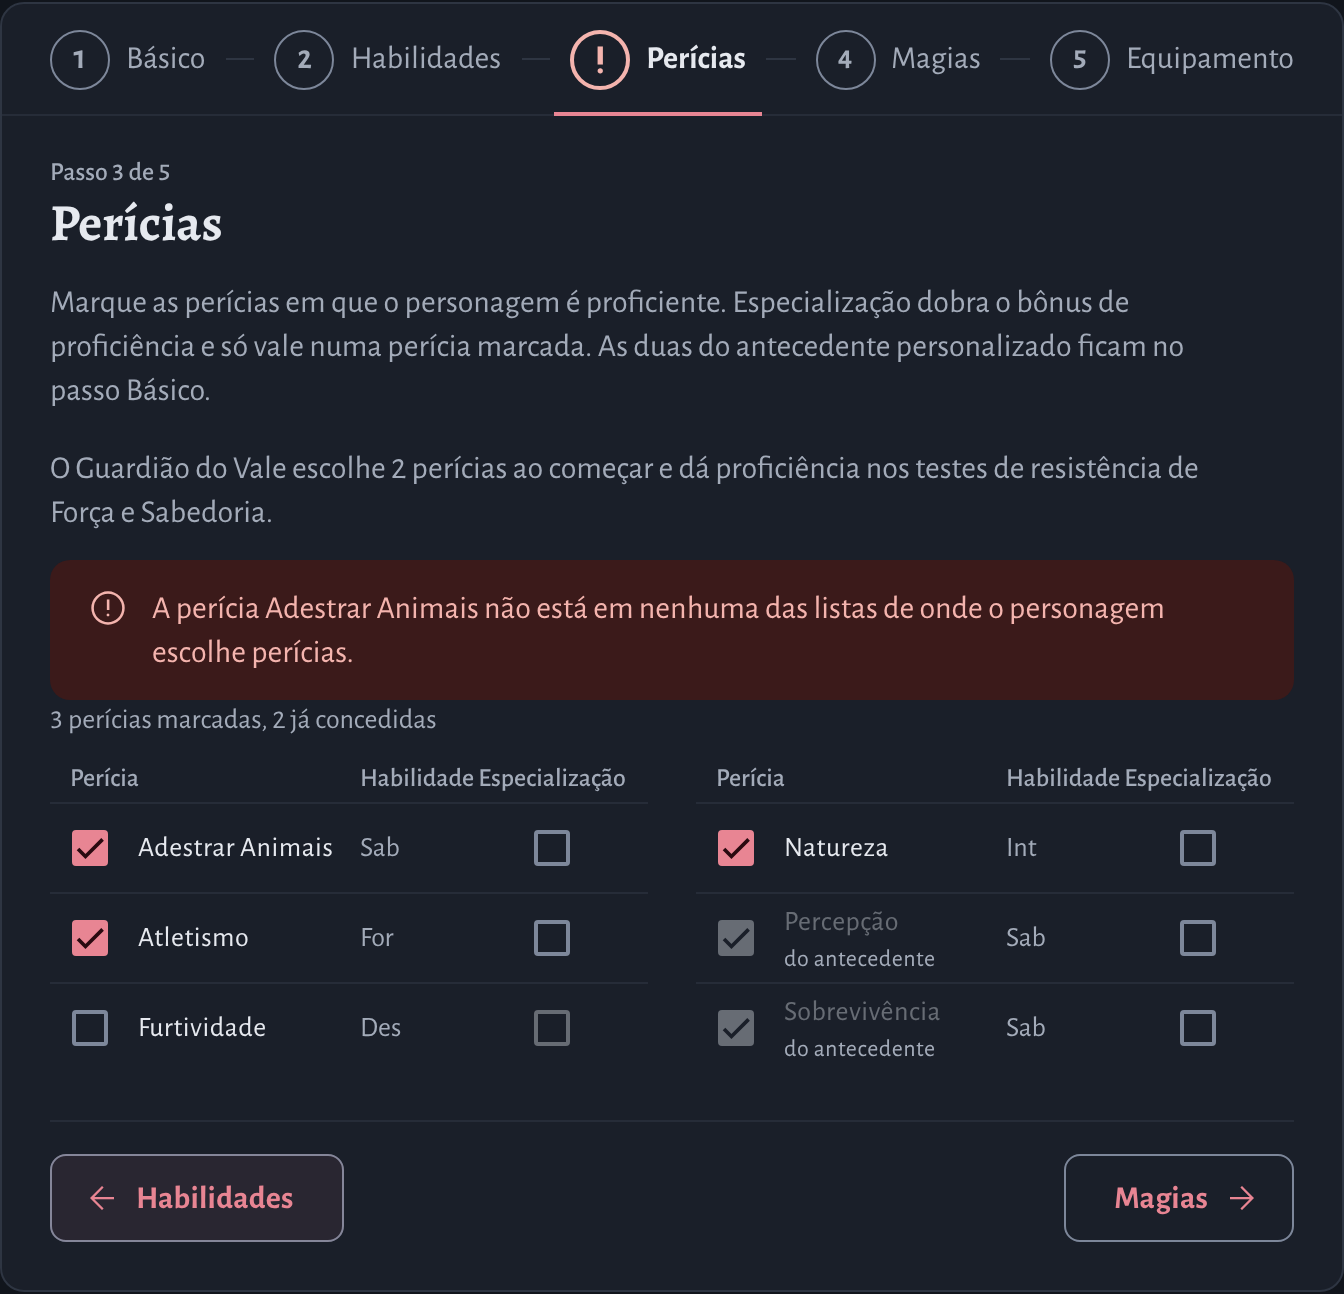 1 Básico 2 Habilidades ! Perícias 4 Magias 5 Equipamento
Passo 3 de 5
Perícias
Marque as perícias em que o personagem é proficiente. Especialização dobra o bônus de
proficiência e só vale numa perícia marcada. As duas do antecedente personalizado ficam no
passo Básico.
O Guardião do Vale escolhe 2 perícias ao começar e dá proficiência nos testes de resistência de
Força e Sabedoria.
A perícia Adestrar Animais não está em nenhuma das listas de onde o personagem
escolhe perícias.
3 perícias marcadas, 2 já concedidas
Perícia Habilidade Especialização
Adestrar Animais Sab
Atletismo For
Furtividade Des
Perícia Habilidade Especialização
Natureza Int
Percepção Sab
do antecedente
Sobrevivência Sab
do antecedente
Habilidades
Magias